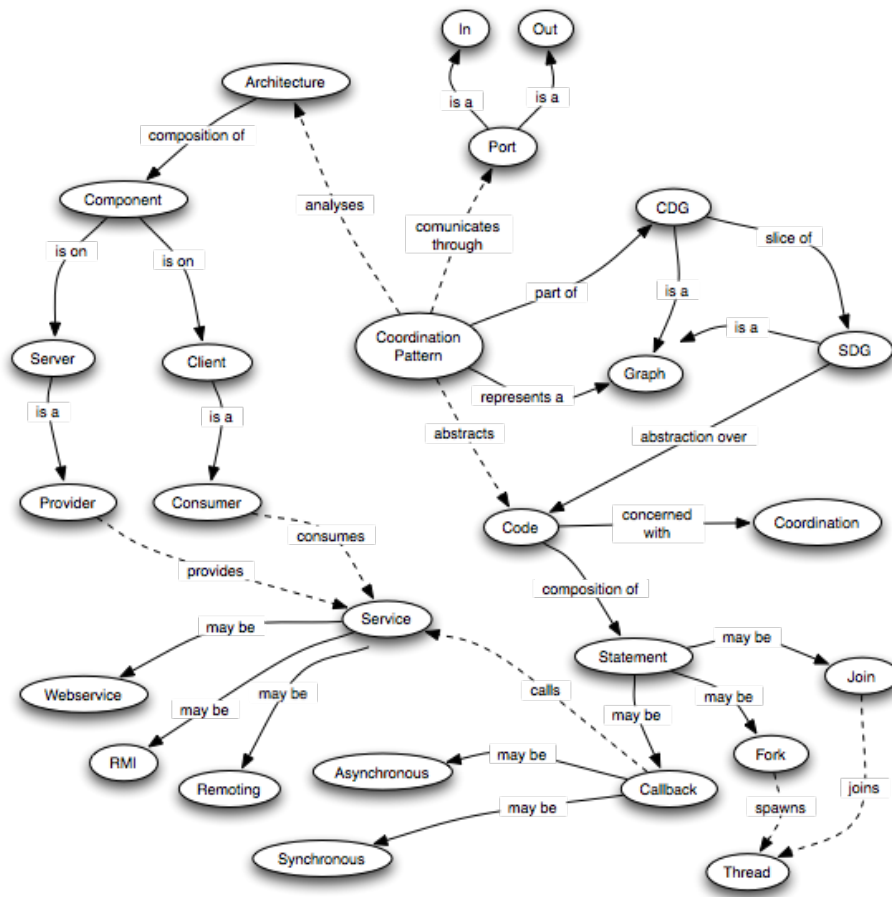 In
Out
Architecture
is a
is a
composition of
Port
Component
analyses
comunicates
through
CDG
slice of
is on
is on
part of
is a
is a
Server
Client
Coordination
Pattern
Graph
SDG
is a
is a
represents a
abstracts
abstraction over
Provider
Consumer
Code
concerned
with
Coordination
consumes
provides
composition of
Service
may be
Statement
may be
Webservice
may be
calls
may be
may be
Join
may be
RMI
Remoting
Asynchronous
may be
Callback
Fork
may be
spawns
joins
Synchronous
Thread